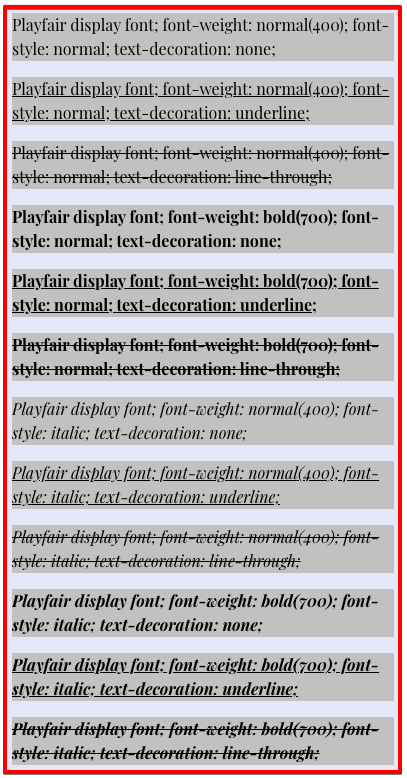 Playfair display font; font-weight: normal(400); font-
style: normal; text-decoration: none;
Playfair display font; font-weight: normal(400); font-
style: normal; text-decoration: underline;
Playfair display font; font-weight: normal(400); font-
style: normal; text-decoration: line-through;
Playfair display font; font-weight: bold(700); font-
style: normal; text-decoration: none;
Playfair display font; font-weight: bold(700); font-
style: normal; text-decoration: underline;
Playfair display font; font-weight: bold(700); font-
style: normal; text-decoration: line-through;
Playfair display font; font-weight: normal(400); font-
style: italic; text-decoration: none;
Playfair display font; font-weight: normal(400); font-
style: italic; text-decoration: underline;
Playfair display font; font-weight: normal(400); font-
style: italic; text-decoration: line-through;
Playfair display font; font-weight: bold(700); font-
style: italic; text-decoration: none;
Playfair display font; font-weight: bold(700); font-
style: italic; text-decoration: underline;
Playfair display font; font-weight: bold(700); font-
style: italic; text-decoration: line-through;